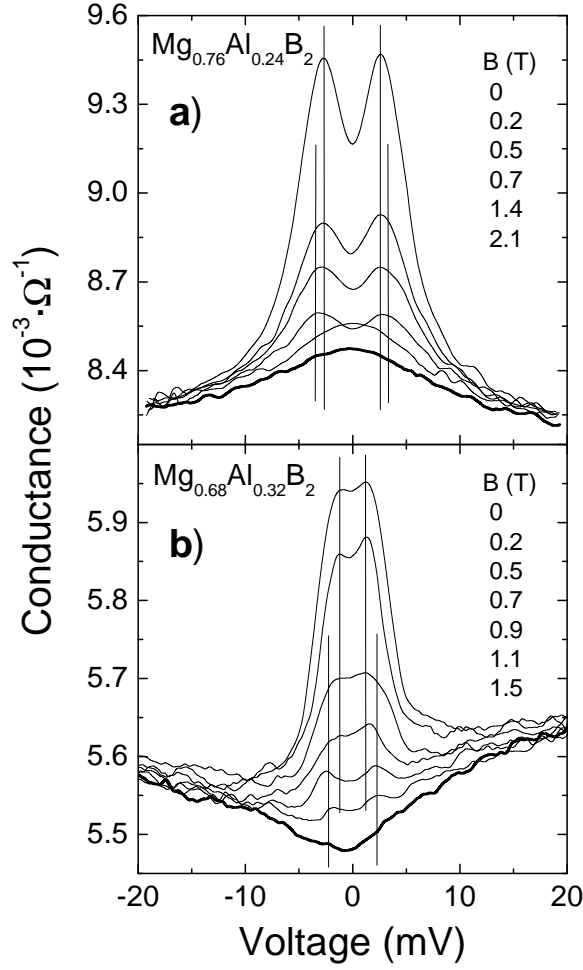 Mg0.76Al0.24B2
a)
B (T)
0
0.2
0.5
0.7
1.4
2.1
9.6
9.3
9.0
8.7
8.4
Conductance (10^-3·Ω^-1)
Mg0.68Al0.32B2
b)
B (T)
0
0.2
0.5
0.7
0.9
1.1
1.5
5.9
5.8
5.7
5.6
5.5
-20 -10 0 10 20
Voltage (mV)